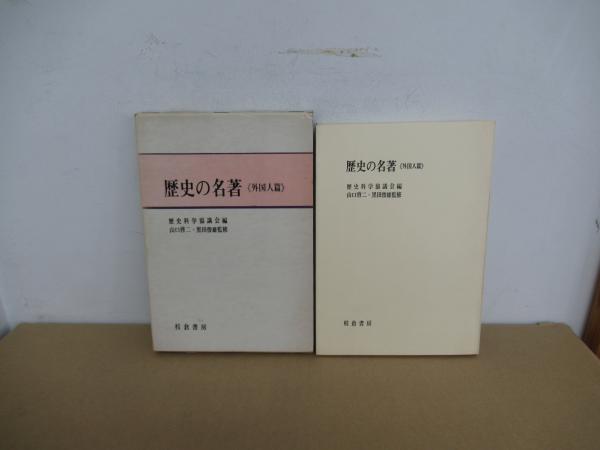 歴史の名著《外国人篇》
歴史科学協議会編
山口啓二・黒田俊雄監修
校倉書房
歴史の名著《外国人篇》
歴史科学協議会編
山口啓二・黒田俊雄監修
校倉書房